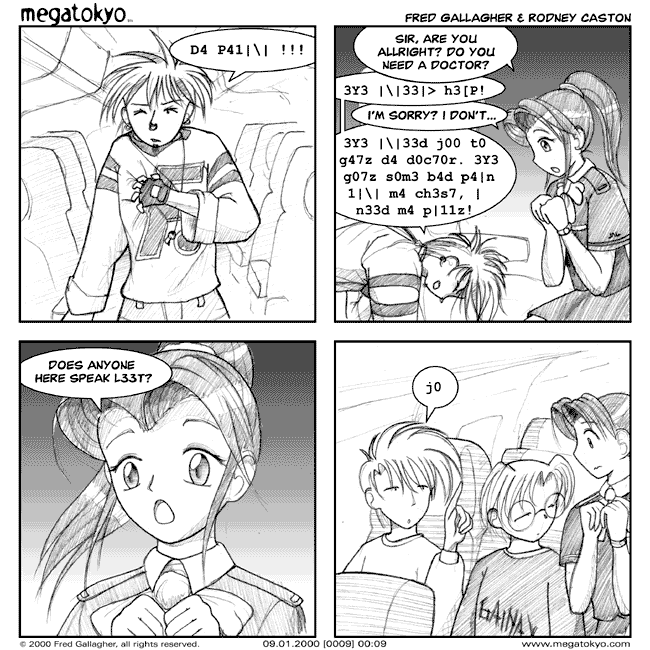 megatokyo
FRED GALLAGHER & RODNEY CASTON
D4 P41|\| !!!
SIR, ARE YOU
ALLRIGHT? DO YOU
NEED A DOCTOR?
3Y3 |\|33|> h3[P!
I'M SORRY? I DON'T...
3Y3 |\|33d j00 t0
g47z d4 d0c70r. 3Y3
g07z s0m3 b4d p4|n
1|\| m4 ch3s7, |
n33d m4 p|llz!
DOES ANYONE
HERE SPEAK L33T?
j0
GAINAX
© 2000 Fred Gallagher, all rights reserved.
09.01.2000 [0009] 00:09
www.megatokyo.com